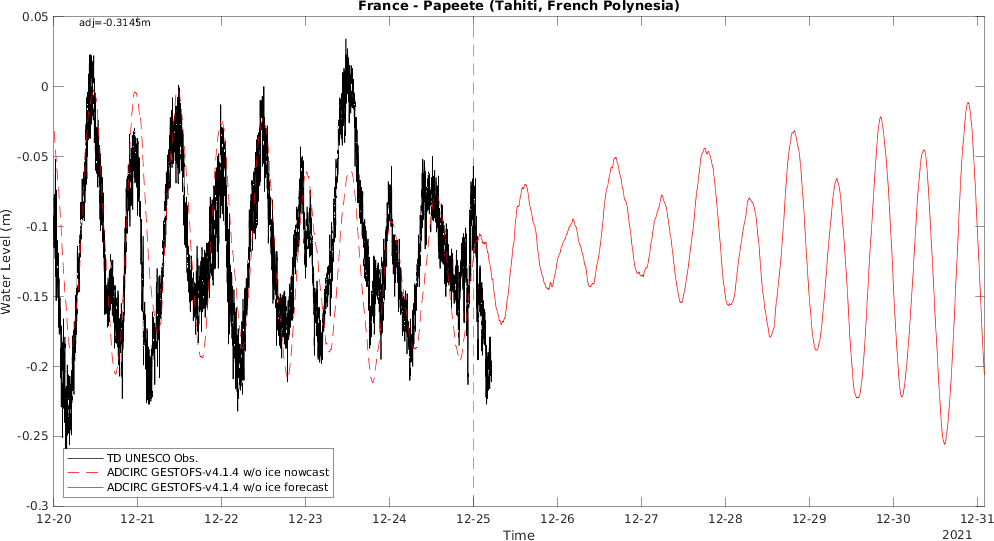 France - Papeete (Tahiti, French Polynesia)
adj=-0.3145m
0.05
0
-0.05
-0.1
-0.15
-0.2
-0.25
-0.3
Water Level (m)
TD UNESCO Obs.
ADCIRC GESTOFS-v4.1.4 w/o ice nowcast
ADCIRC GESTOFS-v4.1.4 w/o ice forecast
12-20 12-21 12-22 12-23 12-24 12-25 12-26 12-27 12-28 12-29 12-30 12-31
Time
2021